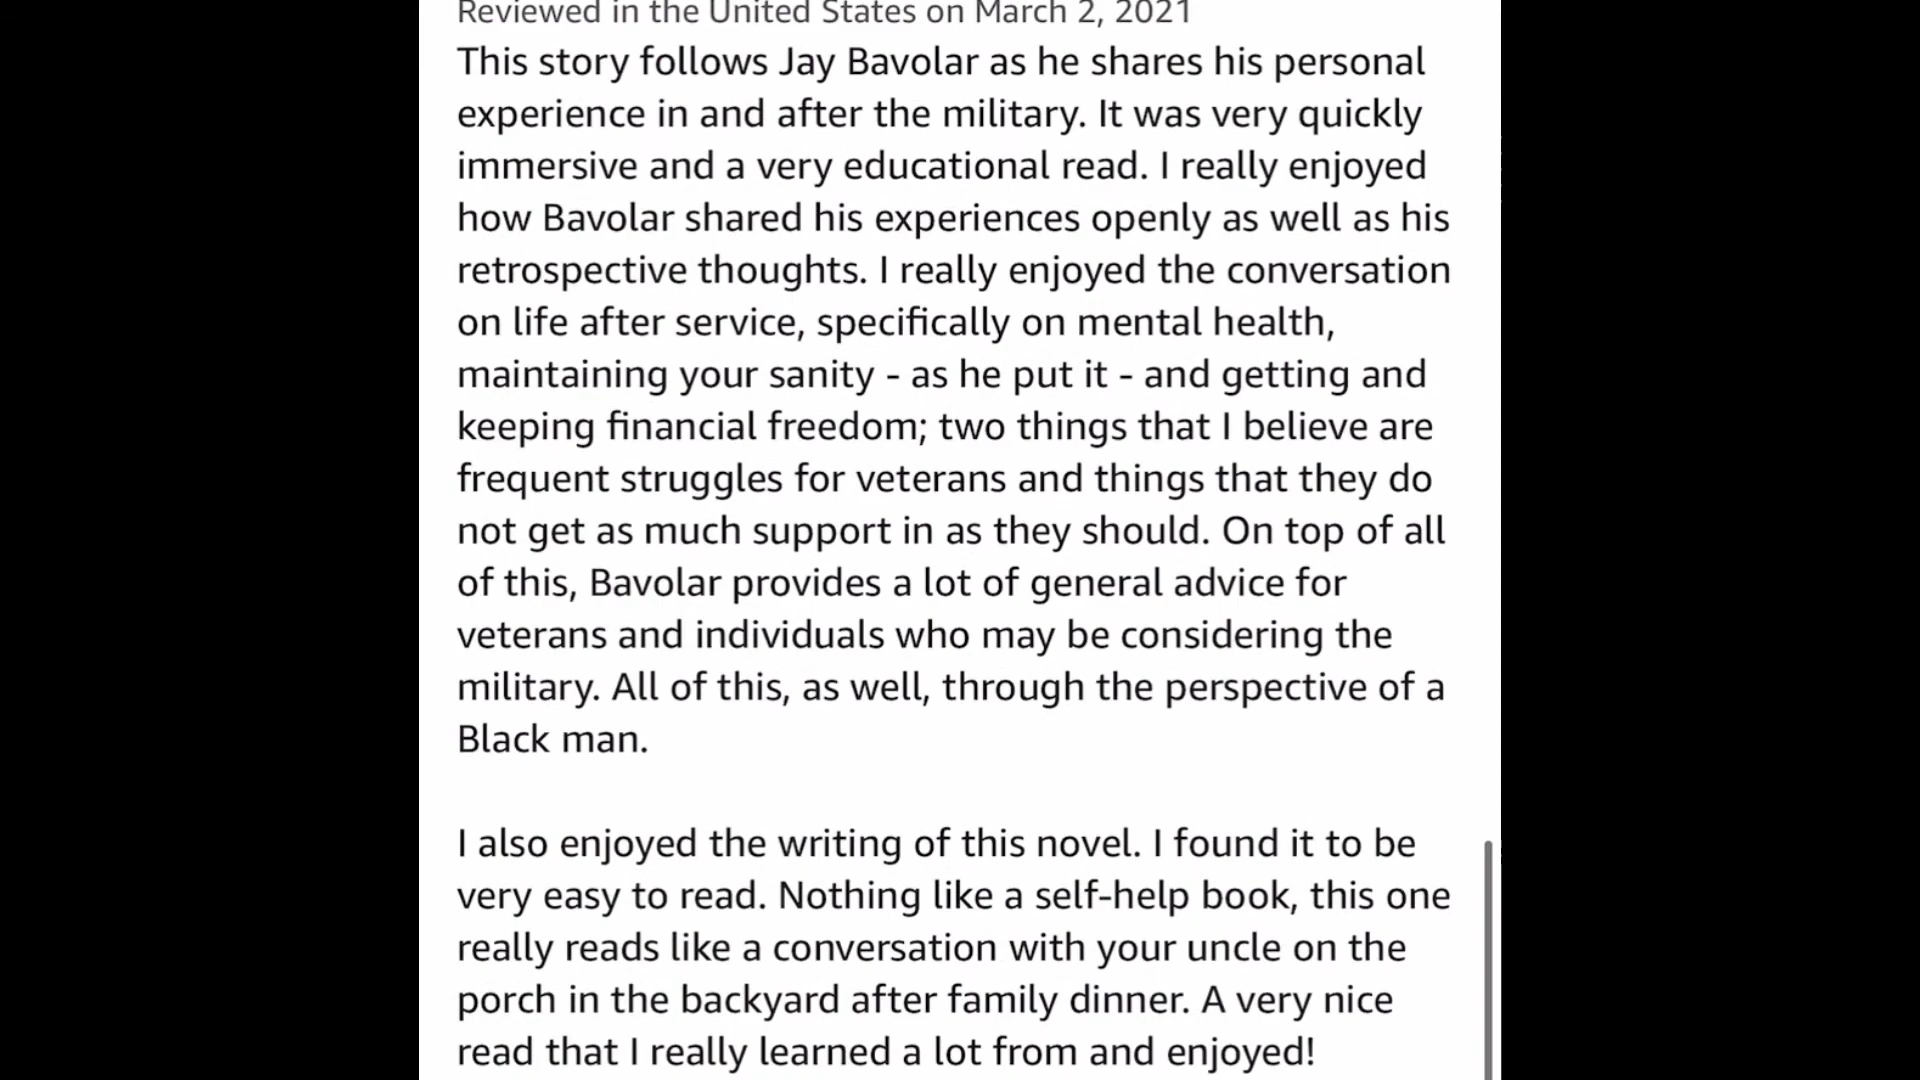 Reviewed in the United States on March 2, 2021
This story follows Jay Bavolar as he shares his personal
experience in and after the military. It was very quickly
immersive and a very educational read. I really enjoyed
how Bavolar shared his experiences openly as well as his
retrospective thoughts. I really enjoyed the conversation
on life after service, specifically on mental health,
maintaining your sanity - as he put it - and getting and
keeping financial freedom; two things that I believe are
frequent struggles for veterans and things that they do
not get as much support in as they should. On top of all
of this, Bavolar provides a lot of general advice for
veterans and individuals who may be considering the
military. All of this, as well, through the perspective of a
Black man.
I also enjoyed the writing of this novel. I found it to be
very easy to read. Nothing like a self-help book, this one
really reads like a conversation with your uncle on the
porch in the backyard after family dinner. A very nice
read that I really learned a lot from and enjoyed!